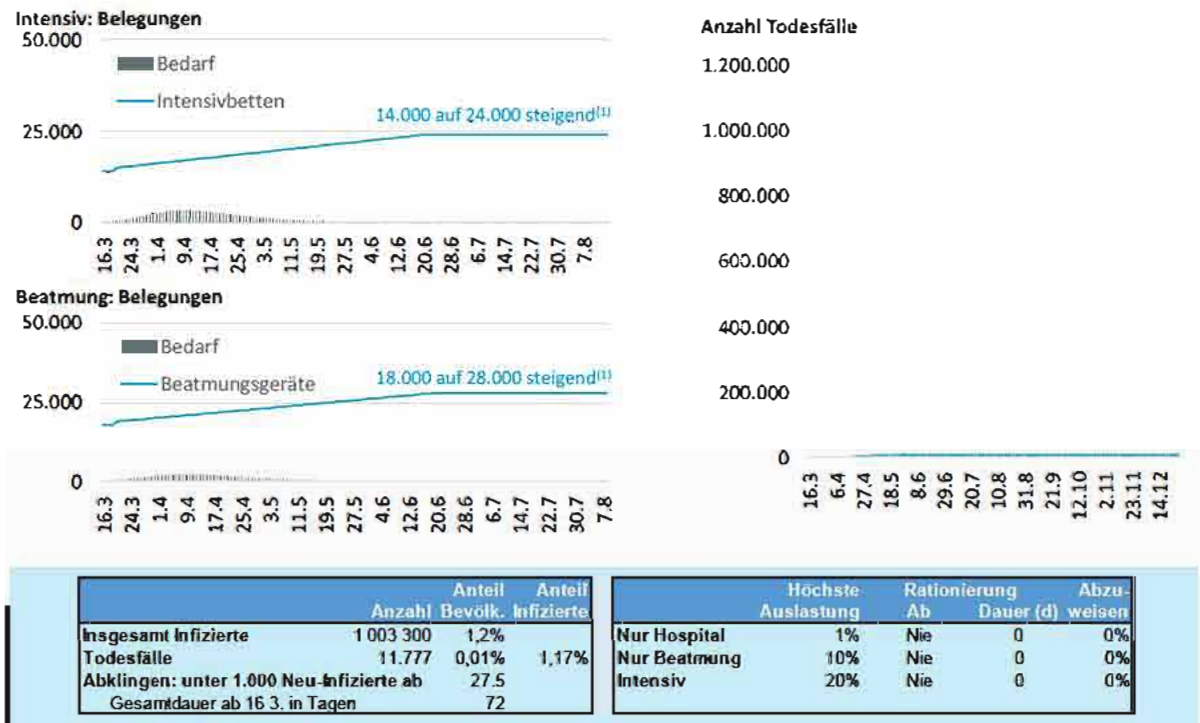 Intensiv: Belegungen
50.000
Bedarf
Intensivbetten
14.000 auf 24.000 steigend(1)
25.000
0
16.3 24.3 1.4 9.4 17.4 25.4 3.5 11.5 19.5 27.5 4.6 12.6 20.6 28.6 6.7 14.7 22.7 30.7 7.8
Beatmung: Belegungen
50.000
Bedarf
Beatmungsgeräte
18.000 auf 28.000 steigend(1)
25.000
0
16.3 24.3 1.4 9.4 17.4 25.4 3.5 11.5 19.5 27.5 4.6 12.6 20.6 28.6 6.7 14.7 22.7 30.7 7.8
Anzahl Todesfälle
1.200.000
1.000.000
800.000
600.000
400.000
200.000
0
16.3 6.4 27.4 18.5 8.6 29.6 20.7 10.8 31.8 21.9 12.10 2.11 23.11 14.12
Anteil Anteil
Anzahl Bevölk. Infizierte
Insgesamt Infizierte 1 003 300 1,2%
Todesfälle 11.777 0,01% 1,17%
Abklingen: unter 1.000 Neu-Infizierte ab 27.5
Gesamtdauer ab 16 3. in Tagen 72
Höchste Rationierung Abzu-
Auslastung Ab Dauer (d) weisen
Nur Hospital 1% Nie 0 0%
Nur Beatmung 10% Nie 0 0%
Intensiv 20% Nie 0 0%